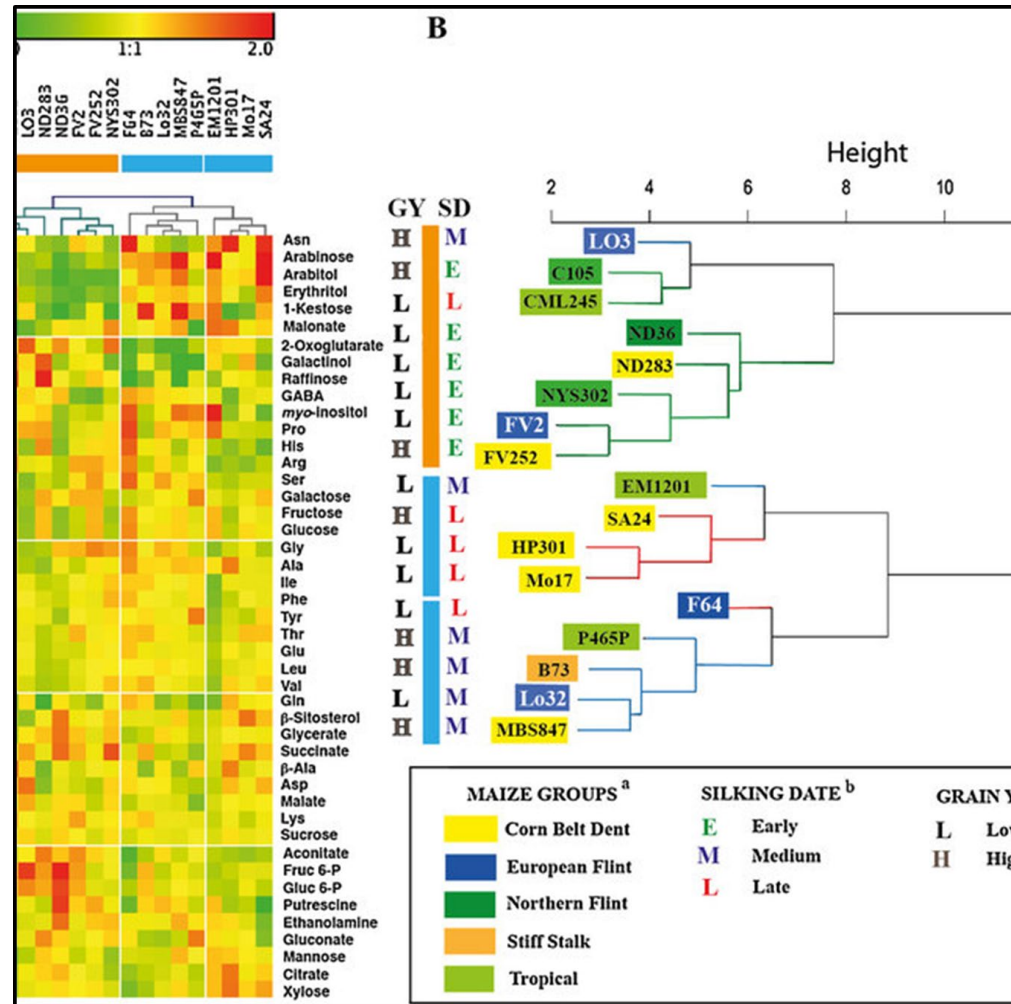 B
1:1 2.0
LO3
ND283
ND36
FV2
FV252
NYS302
F64
B73
Lo32
MBS847
P465P
EM1201
HP301
Mo17
SA24
Height
2 4 6 8 10
GY SD
H M LO3
H E C105
L L CML245
L E ND36
L E ND283
L E NYS302
L E FV2
H E FV252
L M EM1201
H L SA24
L L HP301
L L Mo17
L L F64
H M P465P
H M B73
L M Lo32
H M MBS847
Asn
Arabinose
Arabitol
Erythritol
1-Kestose
Malonate
2-Oxoglutarate
Galactinol
Raffinose
GABA
myo-inositol
Pro
His
Arg
Ser
Galactose
Fructose
Glucose
Gly
Ala
Ile
Phe
Tyr
Thr
Glu
Leu
Val
Gln
β-Sitosterol
Glycerate
Succinate
β-Ala
Asp
Malate
Lys
Sucrose
Aconitate
Fruc 6-P
Gluc 6-P
Putrescine
Ethanolamine
Gluconate
Mannose
Citrate
Xylose
MAIZE GROUPS a
Corn Belt Dent
European Flint
Northern Flint
Stiff Stalk
Tropical
SILKING DATE b
E Early
M Medium
L Late
GRAIN Y
L Lov
H Hig